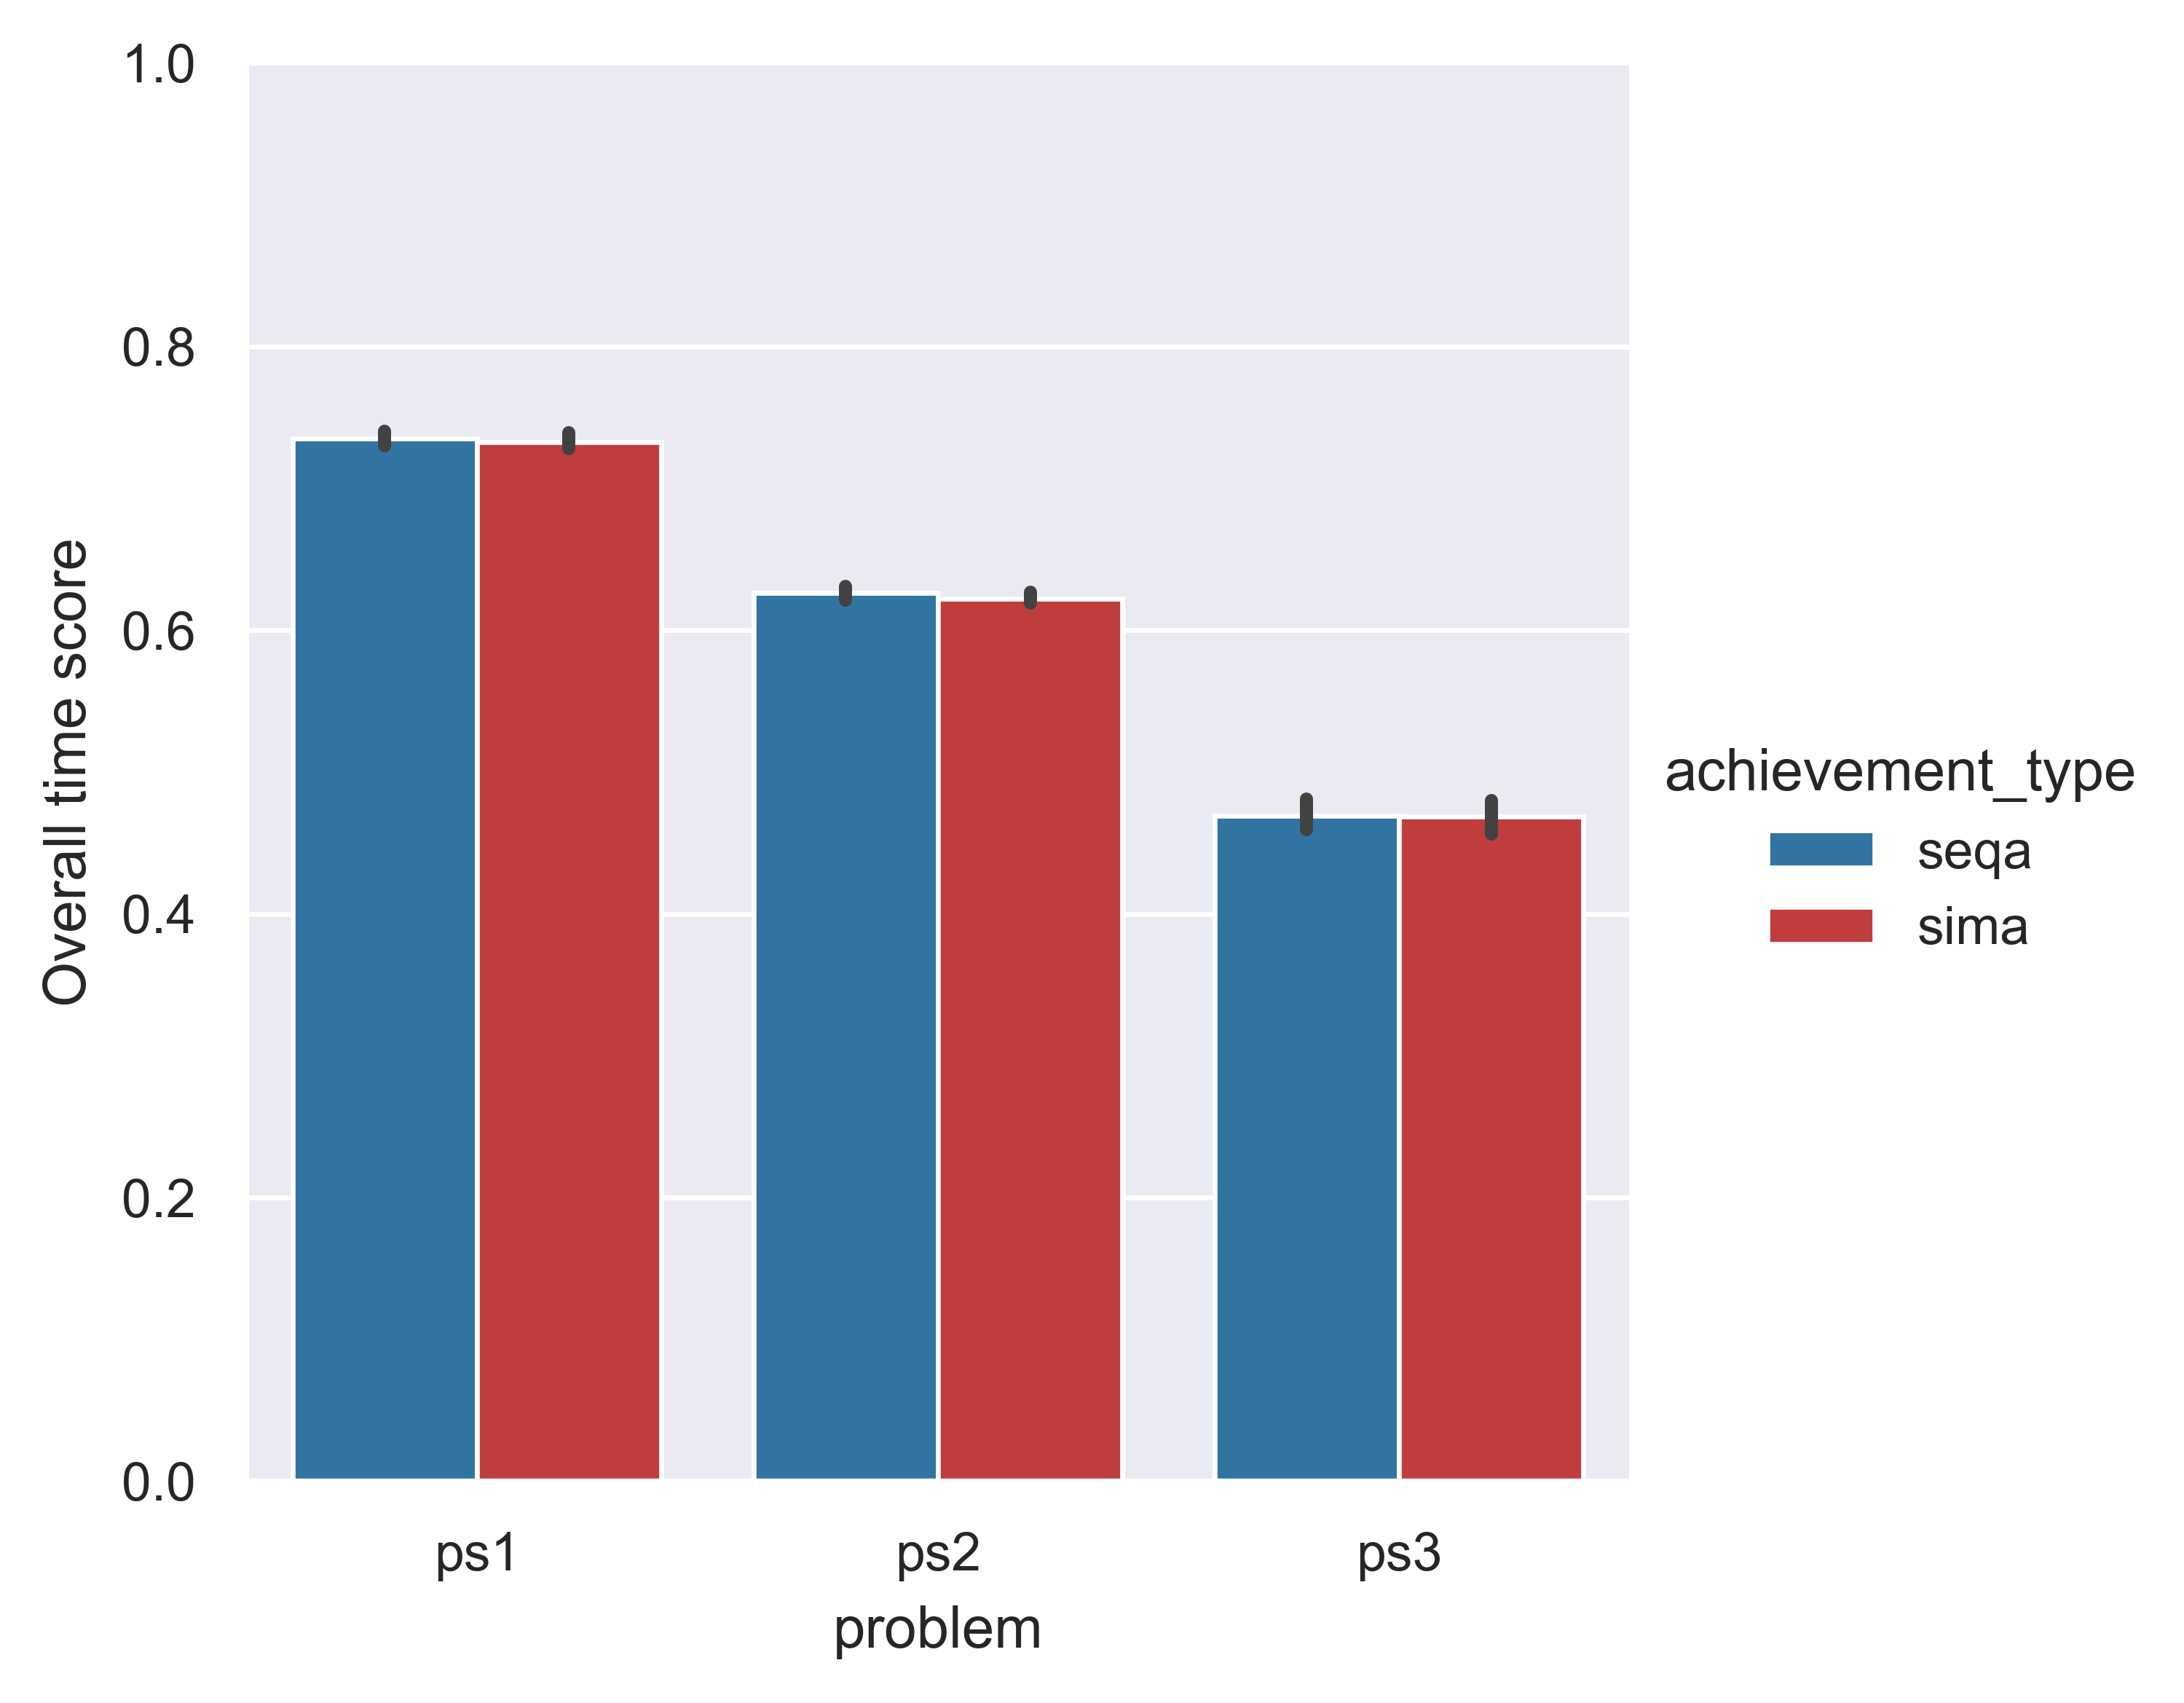 Overall time score
1.0
0.8
0.6
0.4
0.2
0.0
ps1 ps2 ps3
problem
achievement_type
seqa
sima